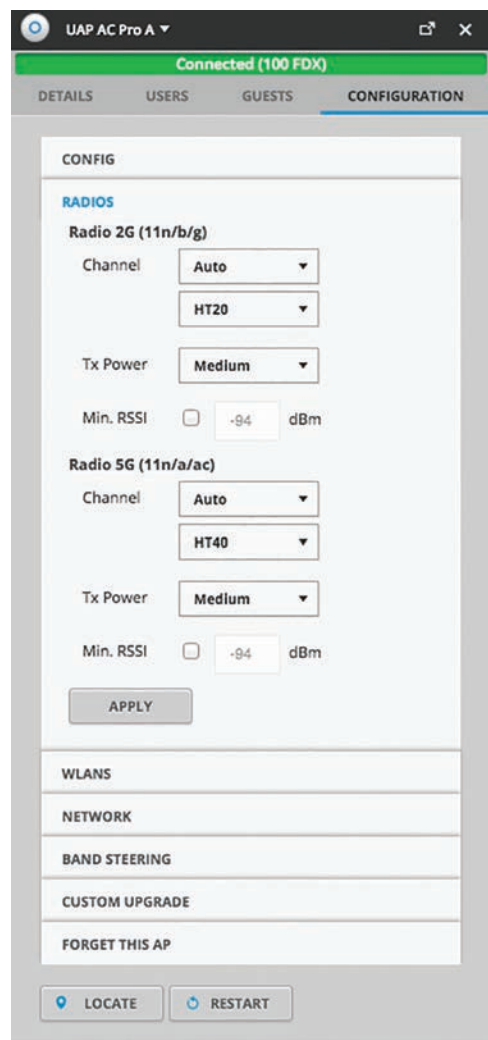 UAP AC Pro A
Connected (100 FDX)
DETAILS USERS GUESTS CONFIGURATION
CONFIG
RADIOS
Radio 2G (11n/b/g)
Channel Auto
HT20
Tx Power Medium
Min. RSSI -94 dBm
Radio 5G (11n/a/ac)
Channel Auto
HT40
Tx Power Medium
Min. RSSI -94 dBm
APPLY
WLANS
NETWORK
BAND STEERING
CUSTOM UPGRADE
FORGET THIS AP
LOCATE RESTART